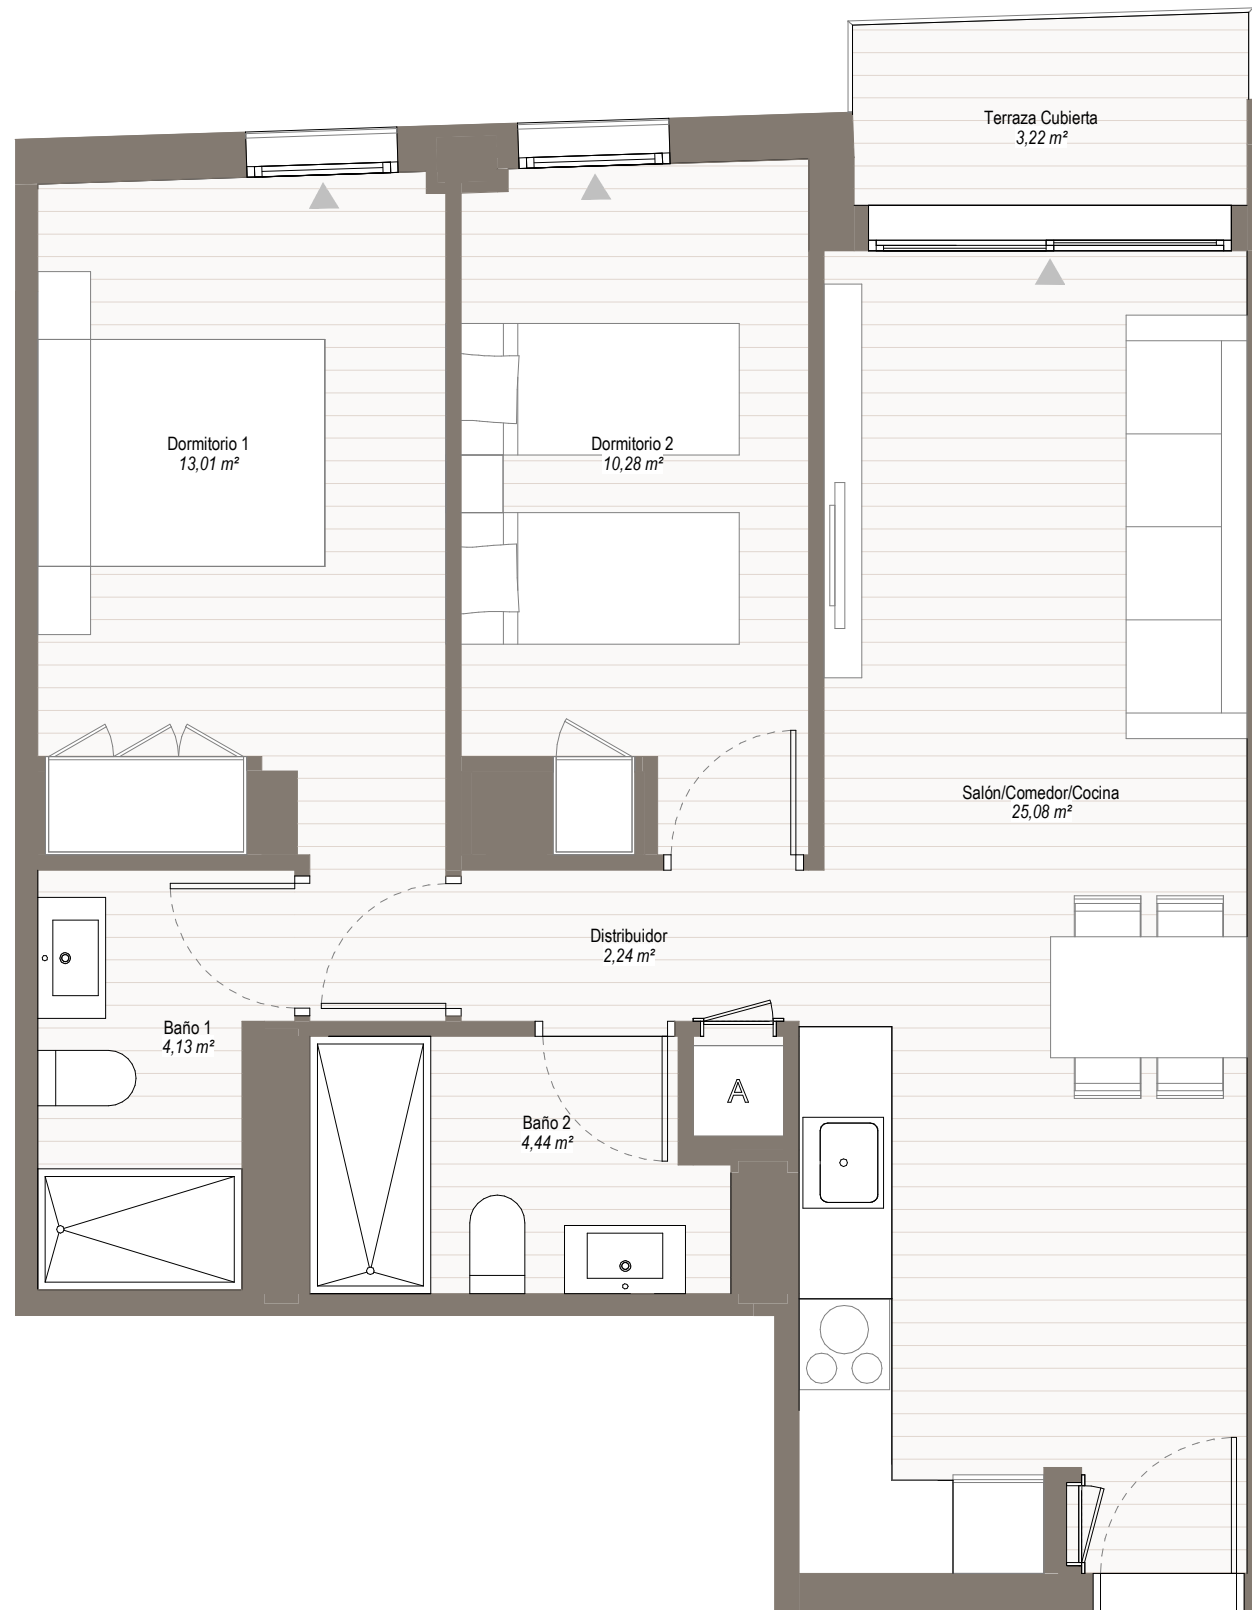 Terraza Cubierta
3,22 m²
Dormitorio 1
13,01 m²
Dormitorio 2
10,28 m²
Salón/Comedor/Cocina
25,08 m²
Distribuidor
2,24 m²
Baño 1
4,13 m²
A
Baño 2
4,44 m²